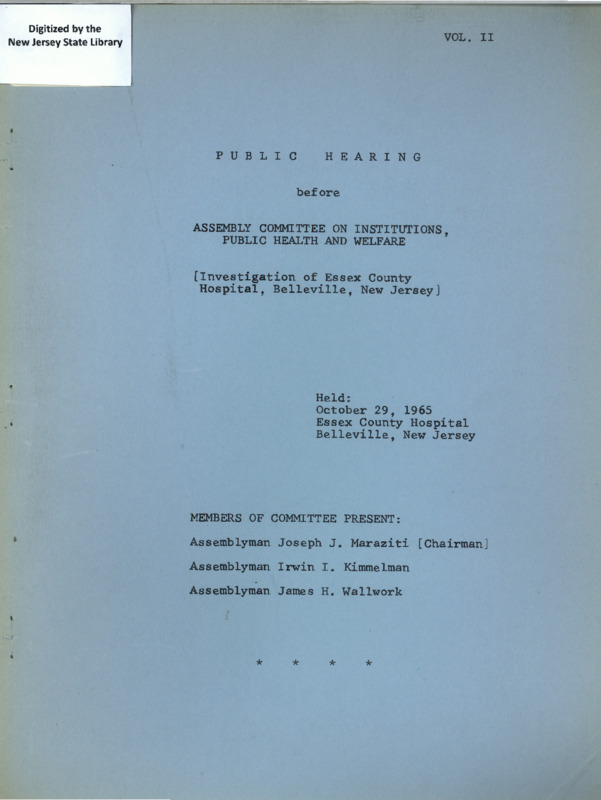 Digitized by the
New Jersey State Library
VOL. II
PUBLIC HEARING
before
ASSEMBLY COMMITTEE ON INSTITUTIONS,
PUBLIC HEALTH AND WELFARE
[Investigation of Essex County
Hospital, Belleville, New Jersey]
Held:
October 29, 1965
Essex County Hospital
Belleville, New Jersey
MEMBERS OF COMMITTEE PRESENT:
Assemblyman Joseph J. Maraziti [Chairman]
Assemblyman Irwin I. Kimmelman
Assemblyman James H. Wallwork
* * * *